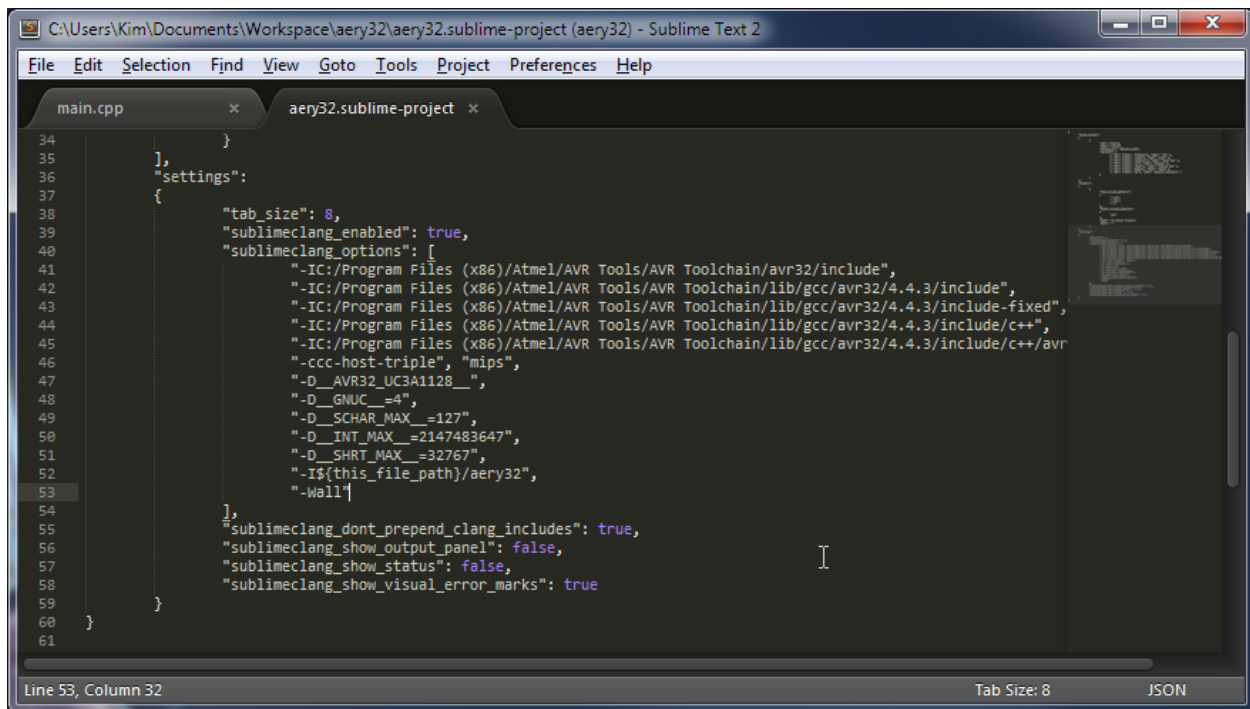 C:\Users\Kim\Documents\Workspace\aery32\aery32.sublime-project (aery32) - Sublime Text 2
File Edit Selection Find View Goto Tools Project Preferences Help
main.cpp × aery32.sublime-project ×
34 }
35 ],
36 "settings":
37 {
38 "tab_size": 8,
39 "sublimeclang_enabled": true,
40 "sublimeclang_options": [
41 "-IC:/Program Files (x86)/Atmel/AVR Tools/AVR Toolchain/avr32/include",
42 "-IC:/Program Files (x86)/Atmel/AVR Tools/AVR Toolchain/lib/gcc/avr32/4.4.3/include",
43 "-IC:/Program Files (x86)/Atmel/AVR Tools/AVR Toolchain/lib/gcc/avr32/4.4.3/include-fixed",
44 "-IC:/Program Files (x86)/Atmel/AVR Tools/AVR Toolchain/lib/gcc/avr32/4.4.3/include/c++",
45 "-IC:/Program Files (x86)/Atmel/AVR Tools/AVR Toolchain/lib/gcc/avr32/4.4.3/include/c++/avr
46 "-ccc-host-triple", "mips",
47 "-D__AVR32_UC3A1128__",
48 "-D__GNUC__=4",
49 "-D__SCHAR_MAX__=127",
50 "-D__INT_MAX__=2147483647",
51 "-D__SHRT_MAX__=32767",
52 "-I${this_file_path}/aery32",
53 "-Wall"
54 ],
55 "sublimeclang_dont_prepend_clang_includes": true,
56 "sublimeclang_show_output_panel": false,
57 "sublimeclang_show_status": false,
58 "sublimeclang_show_visual_error_marks": true
59 }
60 }
61
Line 53, Column 32 Tab Size: 8 JSON